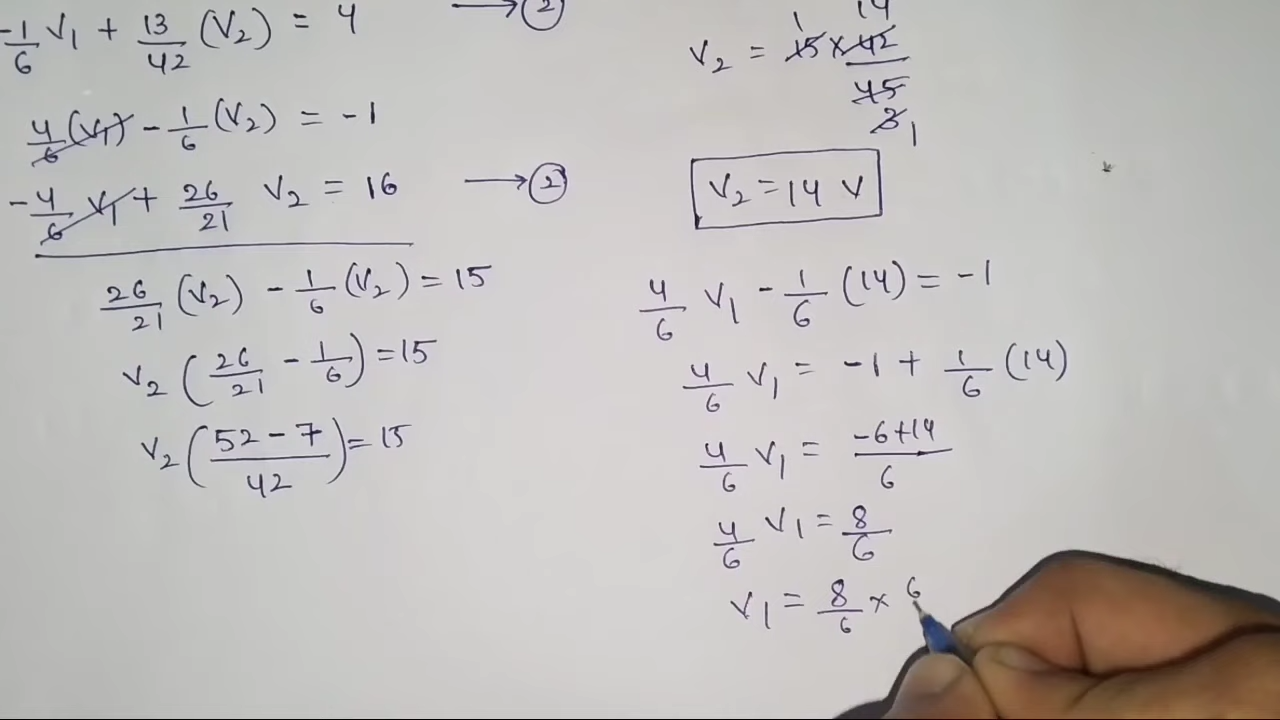 -1/6 V1 + 13/42 (V2) = 4 → 2
4/6 (V1) - 1/6 (V2) = -1
-4/6 V1 + 26/21 V2 = 16 → 2
26/21 (V2) - 1/6 (V2) = 15
V2 (26/21 - 1/6) = 15
V2 (52-7/42) = 15
V2 = 15 × 42/45
1 14
3 1
V2 = 14 V
4/6 V1 - 1/6 (14) = -1
4/6 V1 = -1 + 1/6 (14)
4/6 V1 = -6+14/6
4/6 V1 = 8/6
V1 = 8/6 × 6